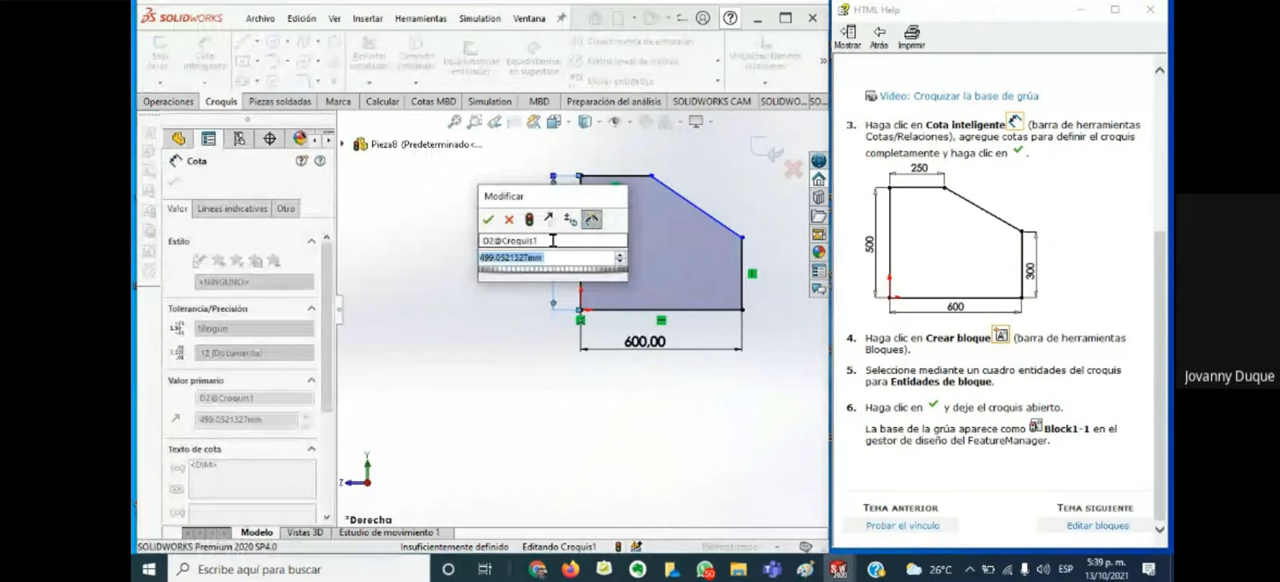 SOLIDWORKS
Archivo Edición Ver Insertar Herramientas Simulation Ventana
Operaciones Croquis Piezas soldadas Marca Calcular Cotas MBD Simulation MBD Preparación del análisis SOLIDWORKS CAM SOLIDWO... SO...
Pieza8 (Predeterminado <...
Cota
Valor Líneas indicativas Otro
Estilo
<NINGUNO>
Tolerancia/Precisión
Ningún
.12 (Documento)
Valor primario
D2@Croquis1
499.0521327mm
Texto de cota
<DIM>
Modificar
D2@Croquis1
499.0521327mm
600,00
Y
Z
*Derecha
Modelo Vistas 3D Estudio de movimiento 1
SOLIDWORKS Premium 2020 SP4.0 Insuficientemente definido Editando Croquis1
HTML Help
Mostrar Atrás Imprimir
Video: Croquizar la base de grúa
3. Haga clic en Cota inteligente (barra de herramientas
Cotas/Relaciones), agregue cotas para definir el croquis
completamente y haga clic en .
250
500
300
600
4. Haga clic en Crear bloque (barra de herramientas
Bloques).
5. Seleccione mediante un cuadro entidades del croquis
para Entidades de bloque.
6. Haga clic en y deje el croquis abierto.
La base de la grúa aparece como Block1-1 en el
gestor de diseño del FeatureManager.
TEMA ANTERIOR TEMA SIGUIENTE
Probar el vínculo Editar bloques
Jovanny Duque
Escribe aquí para buscar
26°C ESP 5:39 p. m.
13/10/2021